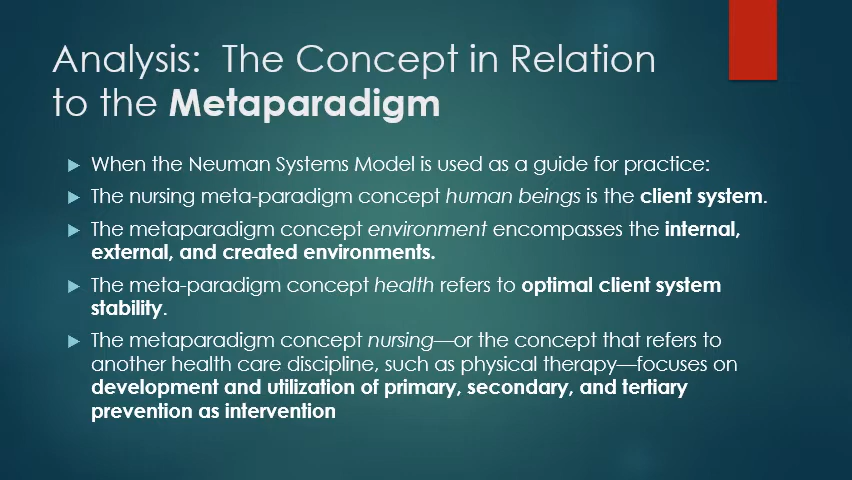 Analysis:  The Concept in Relation
to the Metaparadigm
When the Neuman Systems Model is used as a guide for practice:
The nursing meta-paradigm concept human beings is the client system.
The metaparadigm concept environment encompasses the internal,
external, and created environments.
The meta-paradigm concept health refers to optimal client system
stability.
The metaparadigm concept nursing—or the concept that refers to
another health care discipline, such as physical therapy—focuses on
development and utilization of primary, secondary, and tertiary
prevention as intervention